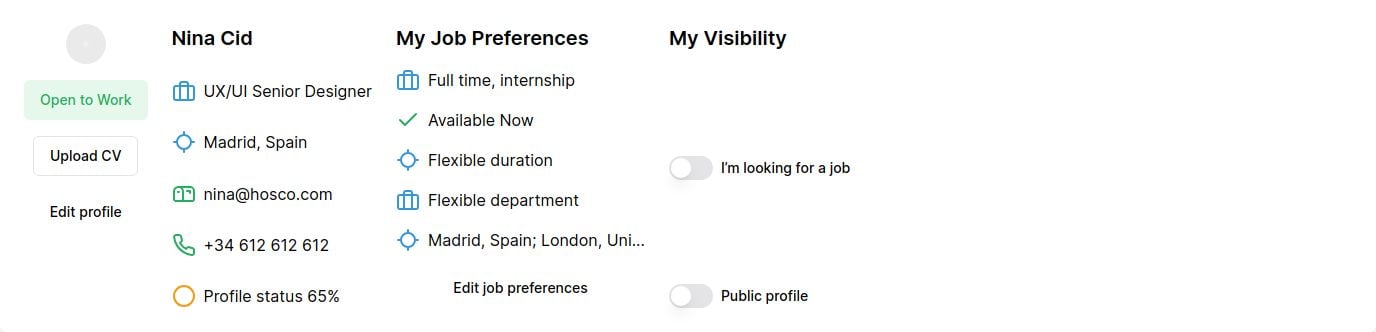 Open to Work
Upload CV
Edit profile
Nina Cid
UX/UI Senior Designer
Madrid, Spain
nina@hosco.com
+34 612 612 612
Profile status 65%
My Job Preferences
Full time, internship
Available Now
Flexible duration
Flexible department
Madrid, Spain; London, Uni...
Edit job preferences
My Visibility
I'm looking for a job
Public profile